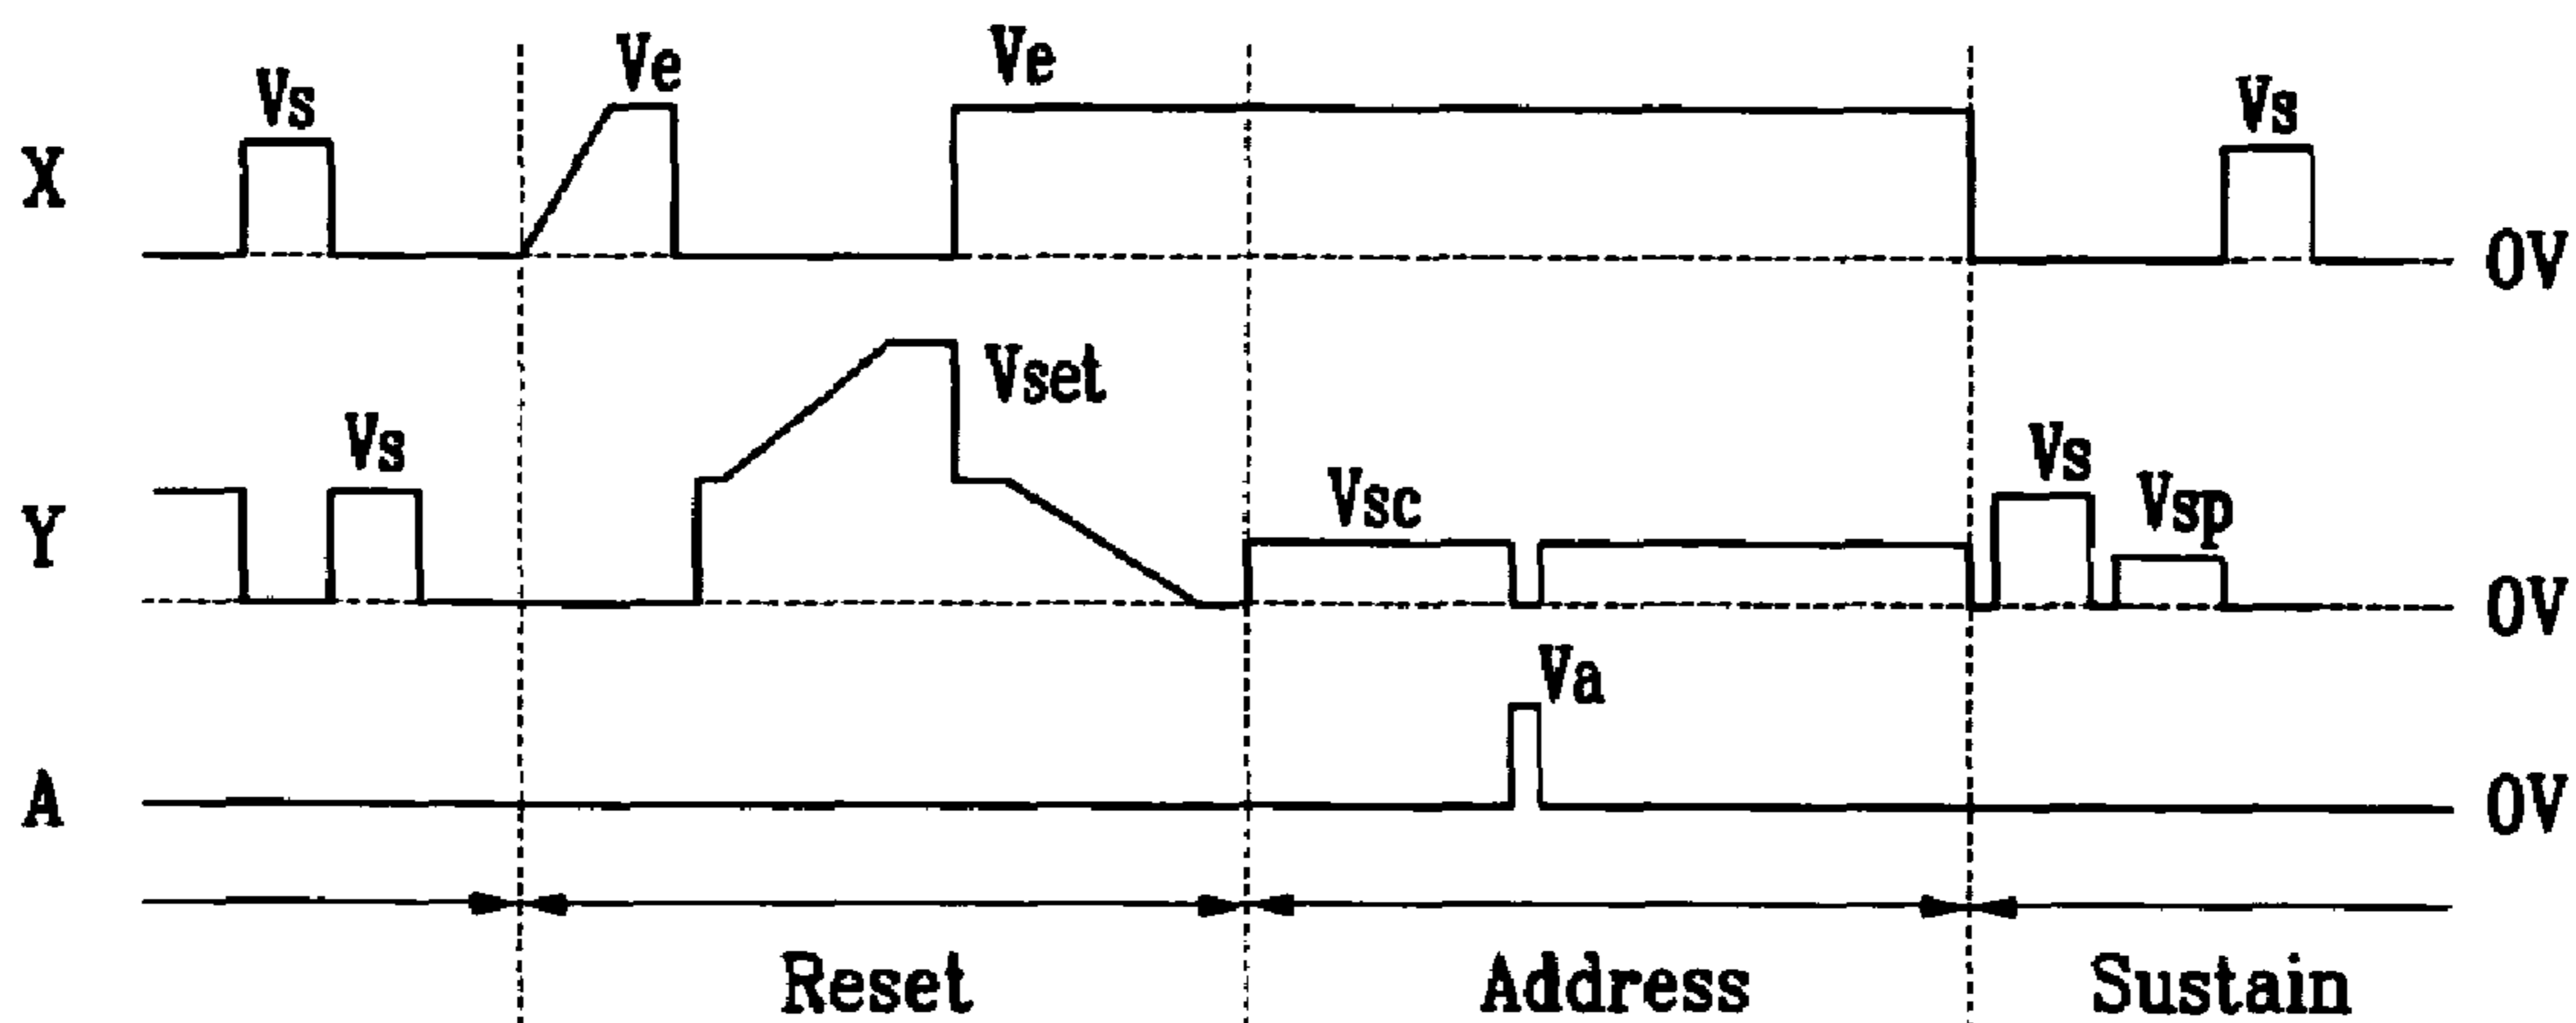 Ve
Ve
Vs
Vs
X
0V
Vset
Vs
Vs
Vsc
Vsp
Y
0V
Va
A
0V
Reset
Address
Sustain